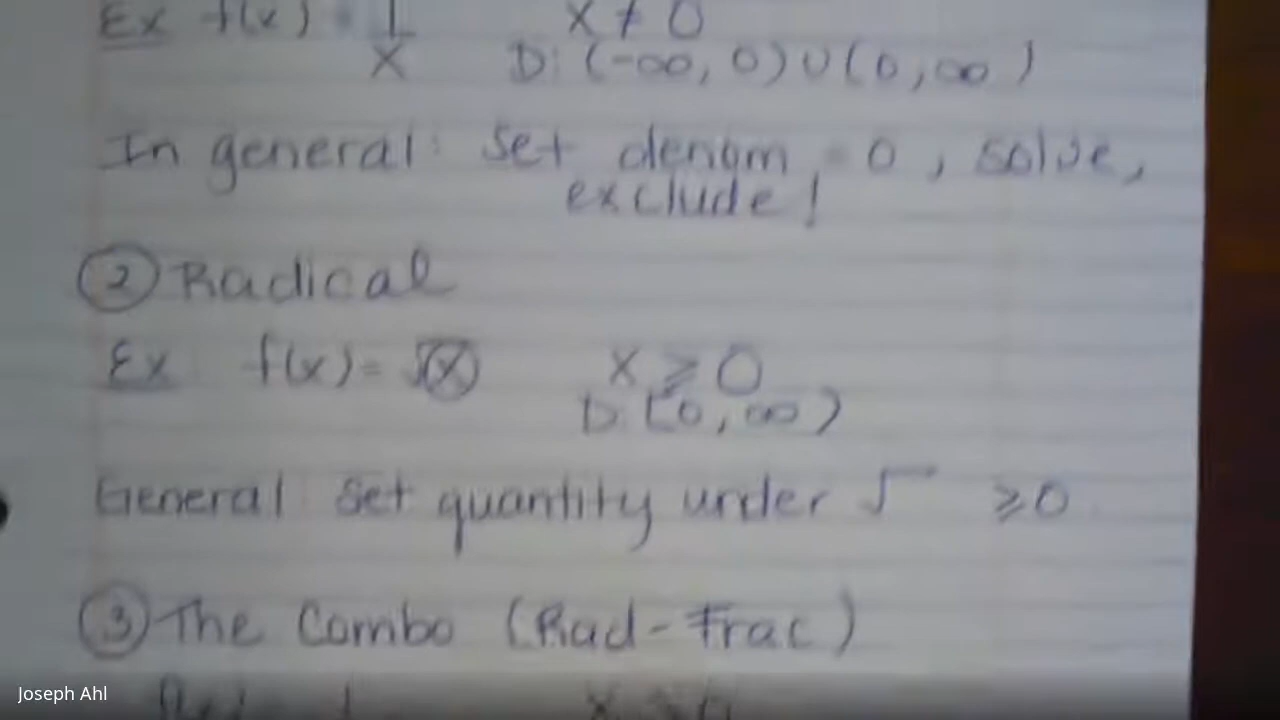 Ex f(x) = 1/x x ≠ 0
D: (-∞, 0) ∪ (0, ∞)
In general: Set denom = 0, solve,
exclude!
② Radical
Ex f(x) = √x x ≥ 0
D: [0, ∞)
General Set quantity under √ ≥ 0
③ The Combo (Rad-Frac)
Joseph Ahl